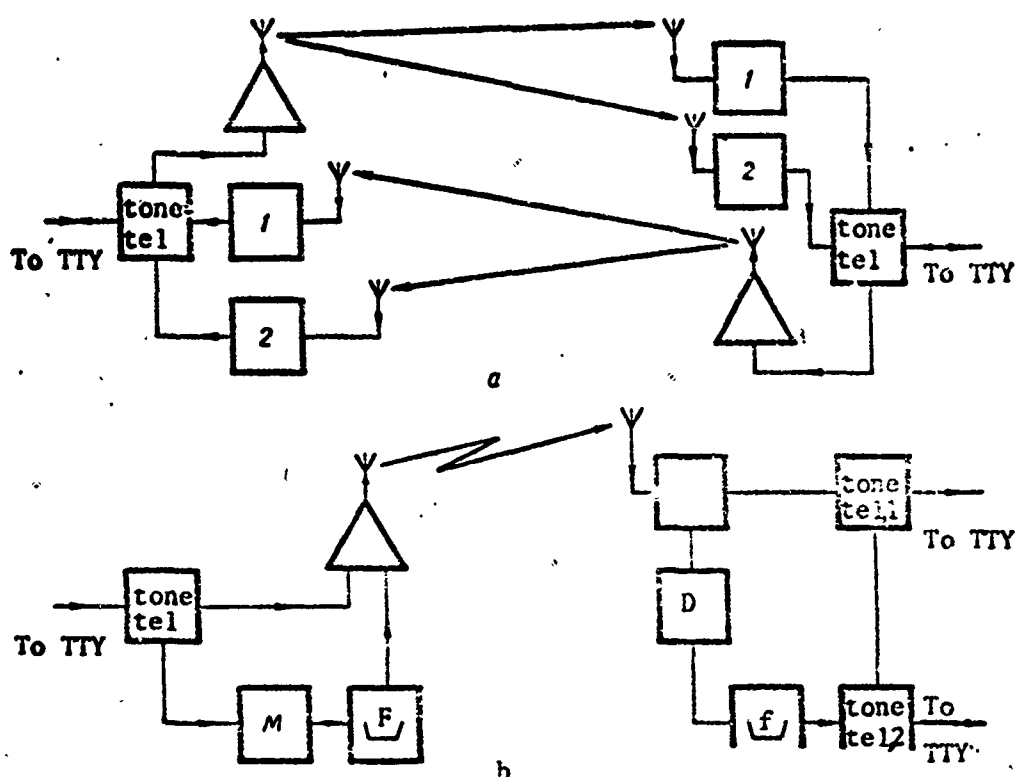 1
2
tone
tel
1
2
To TTY
tone
tel
To TTY
a
tone
tel1
To TTY
D
tone
tel
To TTY
M
F
f
tone
tel2
To
TTY
b